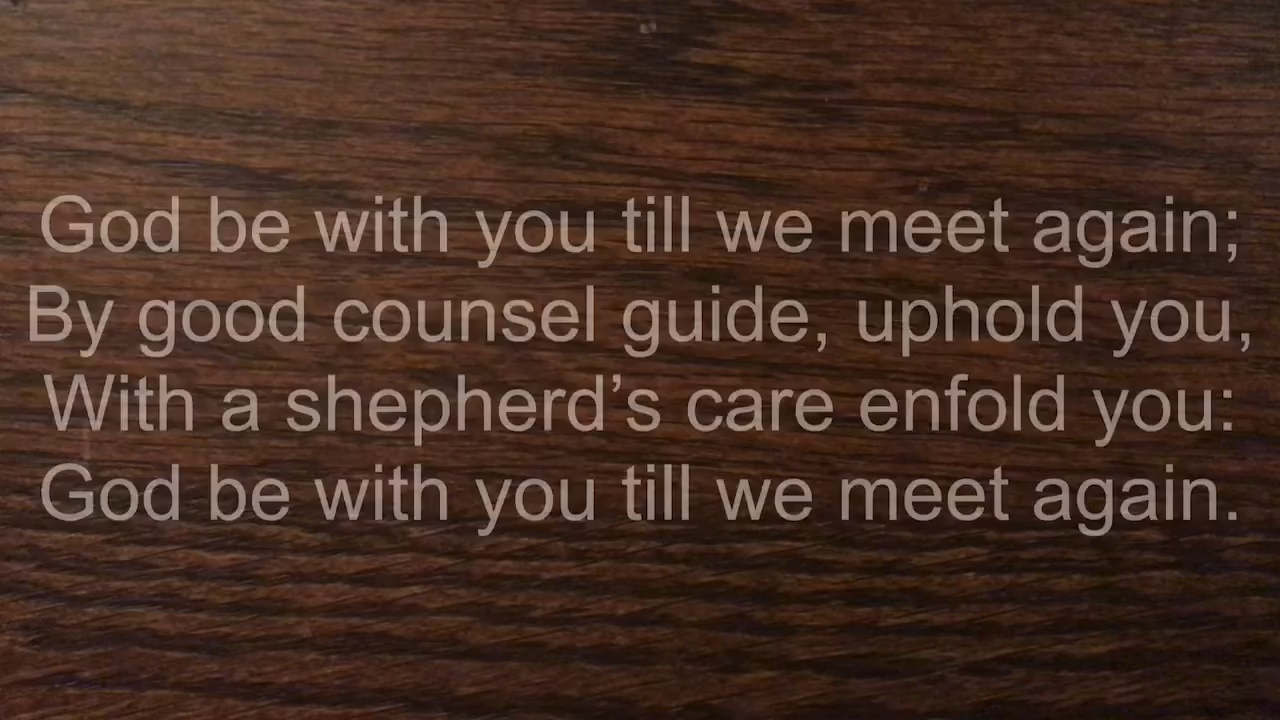 God be with you till we meet again;
By good counsel guide, uphold you,
With a shepherd’s care enfold you:
God be with you till we meet again.